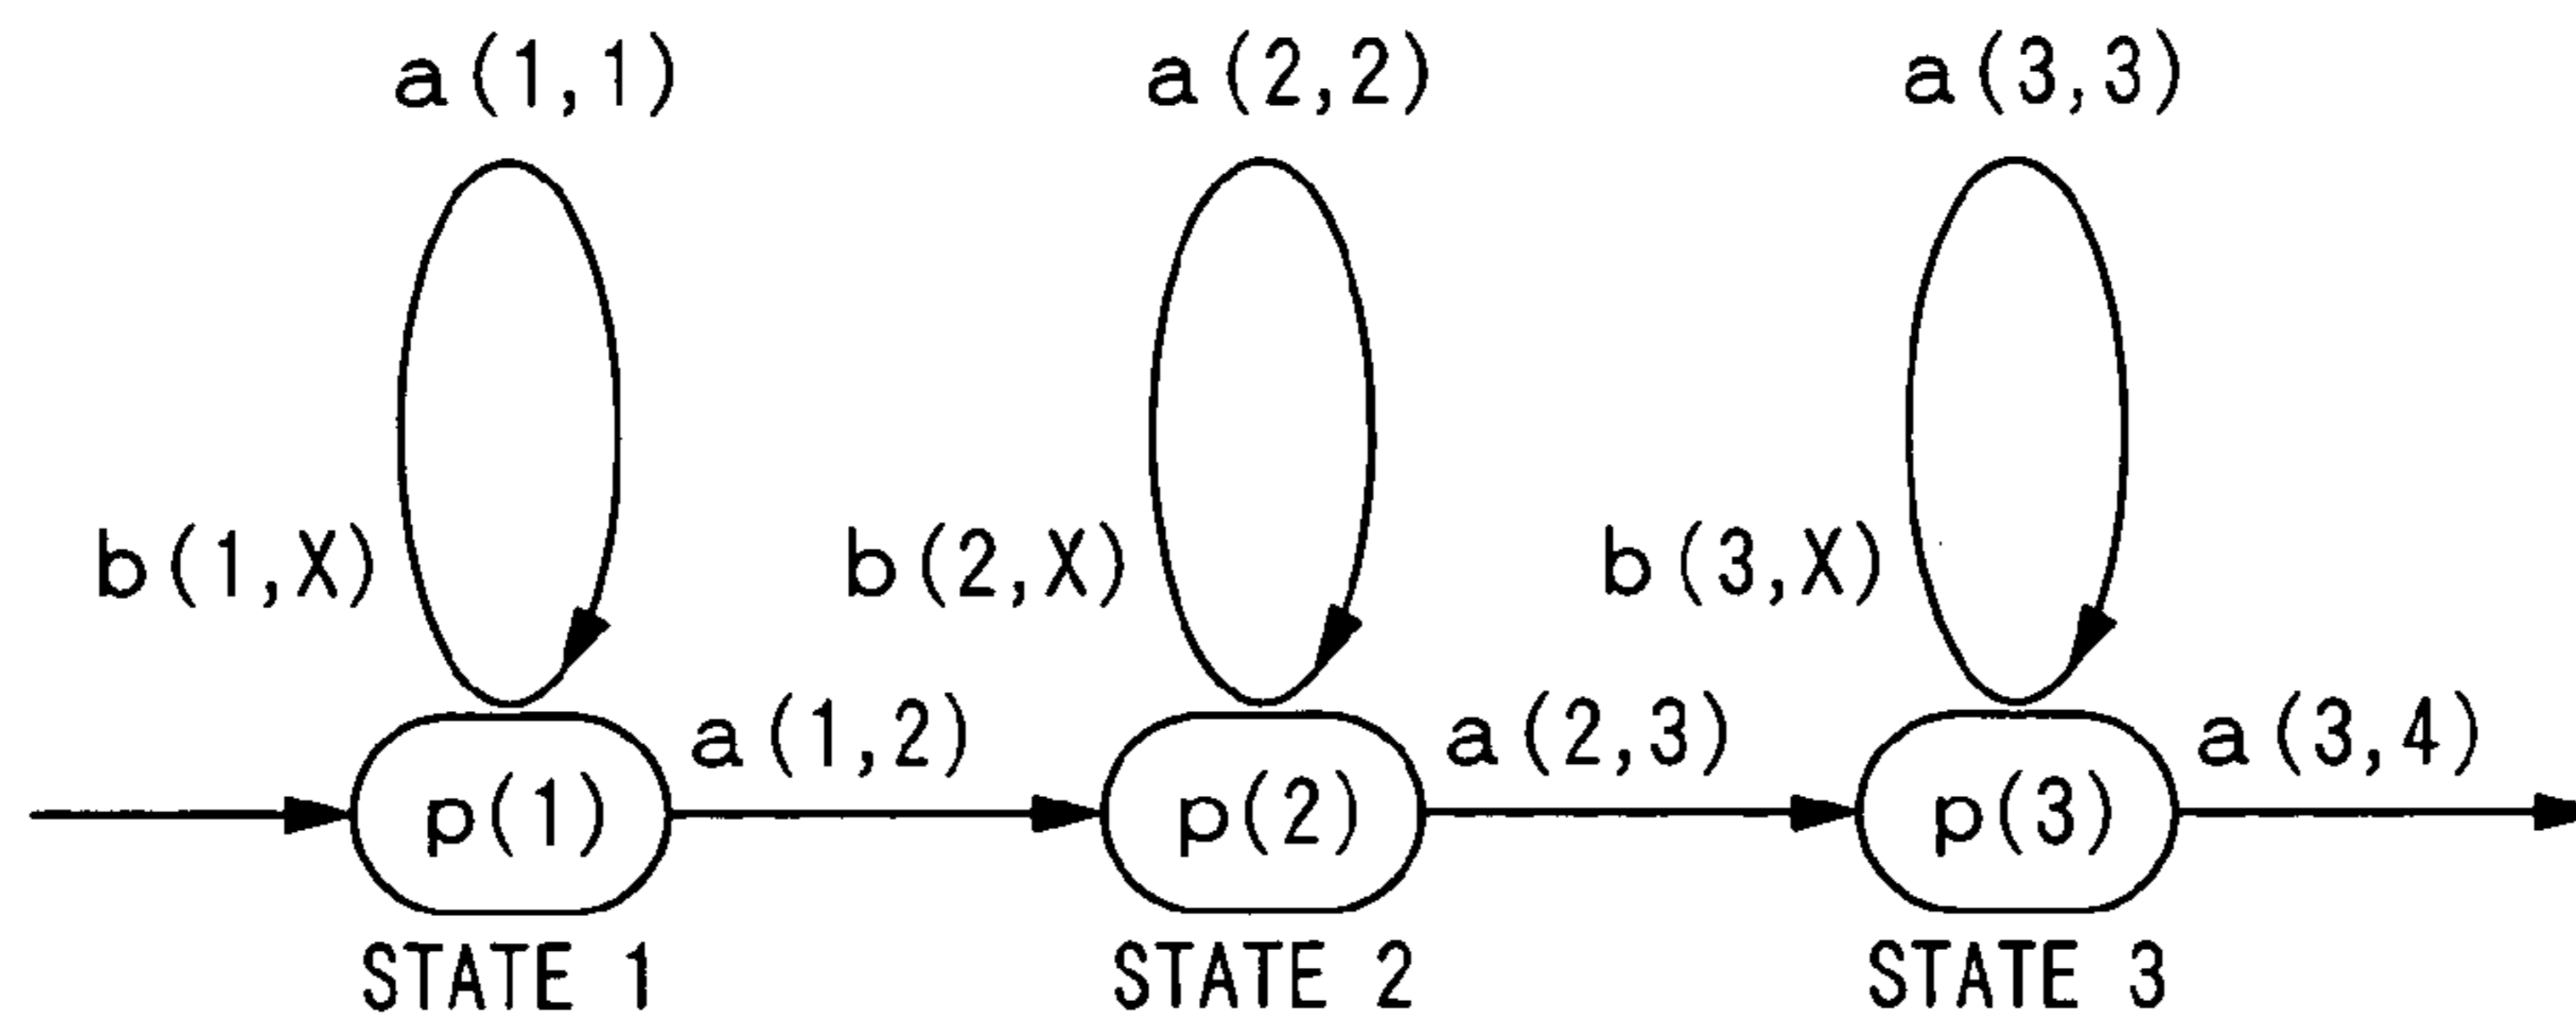 a(1,1) a(2,2) a(3,3)
b(1,X) b(2,X) b(3,X)
a(1,2) a(2,3) a(3,4)
p(1) p(2) p(3)
STATE 1 STATE 2 STATE 3